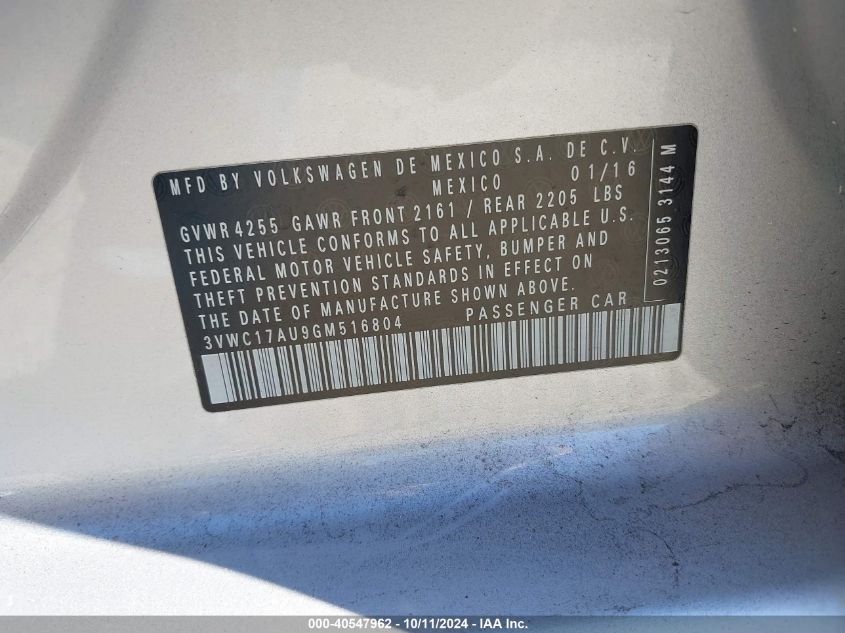 MFD BY VOLKSWAGEN DE MEXICO S.A. DE C.V.
MEXICO 01/16
GVWR 4255 GAWR FRONT 2161 / REAR 2205 LBS
THIS VEHICLE CONFORMS TO ALL APPLICABLE U.S.
FEDERAL MOTOR VEHICLE SAFETY, BUMPER AND
THEFT PREVENTION STANDARDS IN EFFECT ON
THE DATE OF MANUFACTURE SHOWN ABOVE.
3VWC17AU9GM516804 PASSENGER CAR
0213065 3144 M
000-40547962 - 10/11/2024 - IAA Inc.